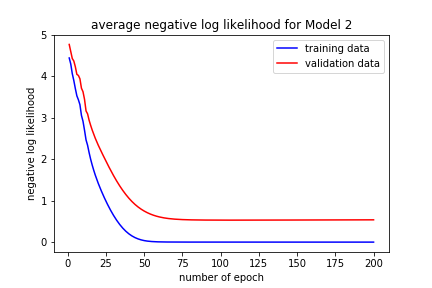 average negative log likelihood for Model 2
training data
validation data
negative log likelihood
5
4
3
2
1
0
0 25 50 75 100 125 150 175 200
number of epoch